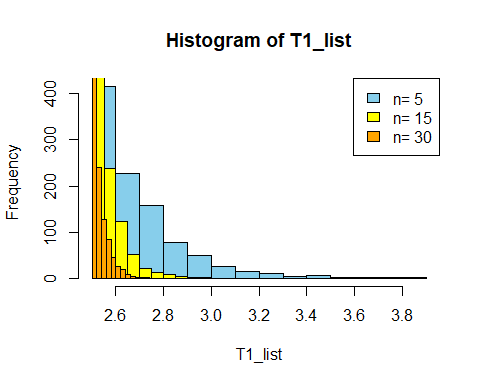 Histogram of T1_list
n= 5
n= 15
n= 30
Frequency
400
300
200
100
0
2.6 2.8 3.0 3.2 3.4 3.6 3.8
T1_list